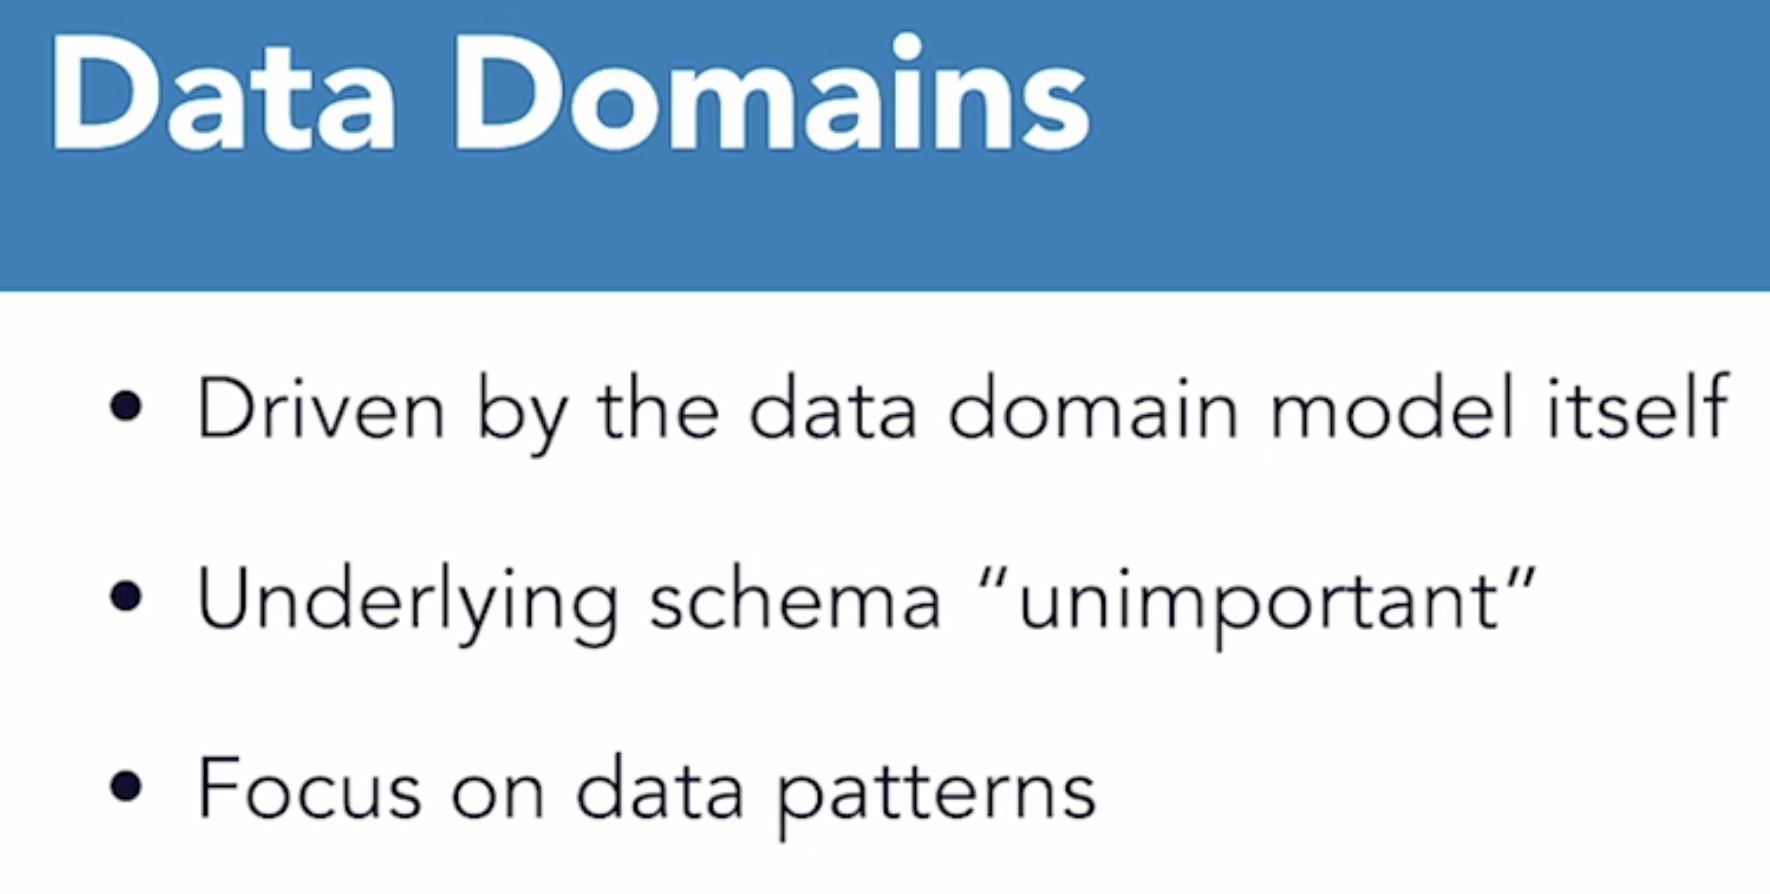 Data Domains
• Driven by the data domain model itself
• Underlying schema “unimportant”
• Focus on data patterns